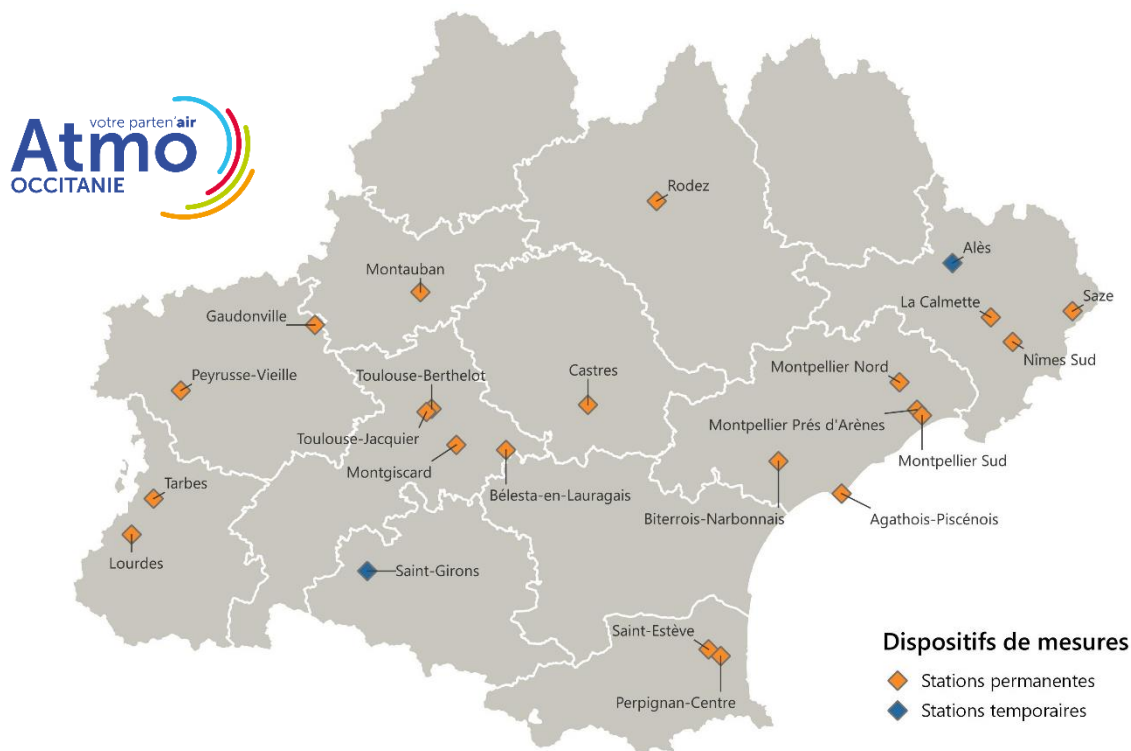 votre parten'air
Atmo
OCCITANIE
Rodez
Alès
Montauban
La Calmette
Saze
Gaudonville
Nîmes Sud
Peyrusse-Vieille
Toulouse-Berthelot
Castres
Montpellier Nord
Toulouse-Jacquier
Montpellier Prés d'Arènes
Montgiscard
Montpellier Sud
Tarbes
Bélesta-en-Lauragais
Biterrois-Narbonnais
Agathois-Piscénois
Lourdes
Saint-Girons
Saint-Estève
Perpignan-Centre
Dispositifs de mesures
Stations permanentes
Stations temporaires